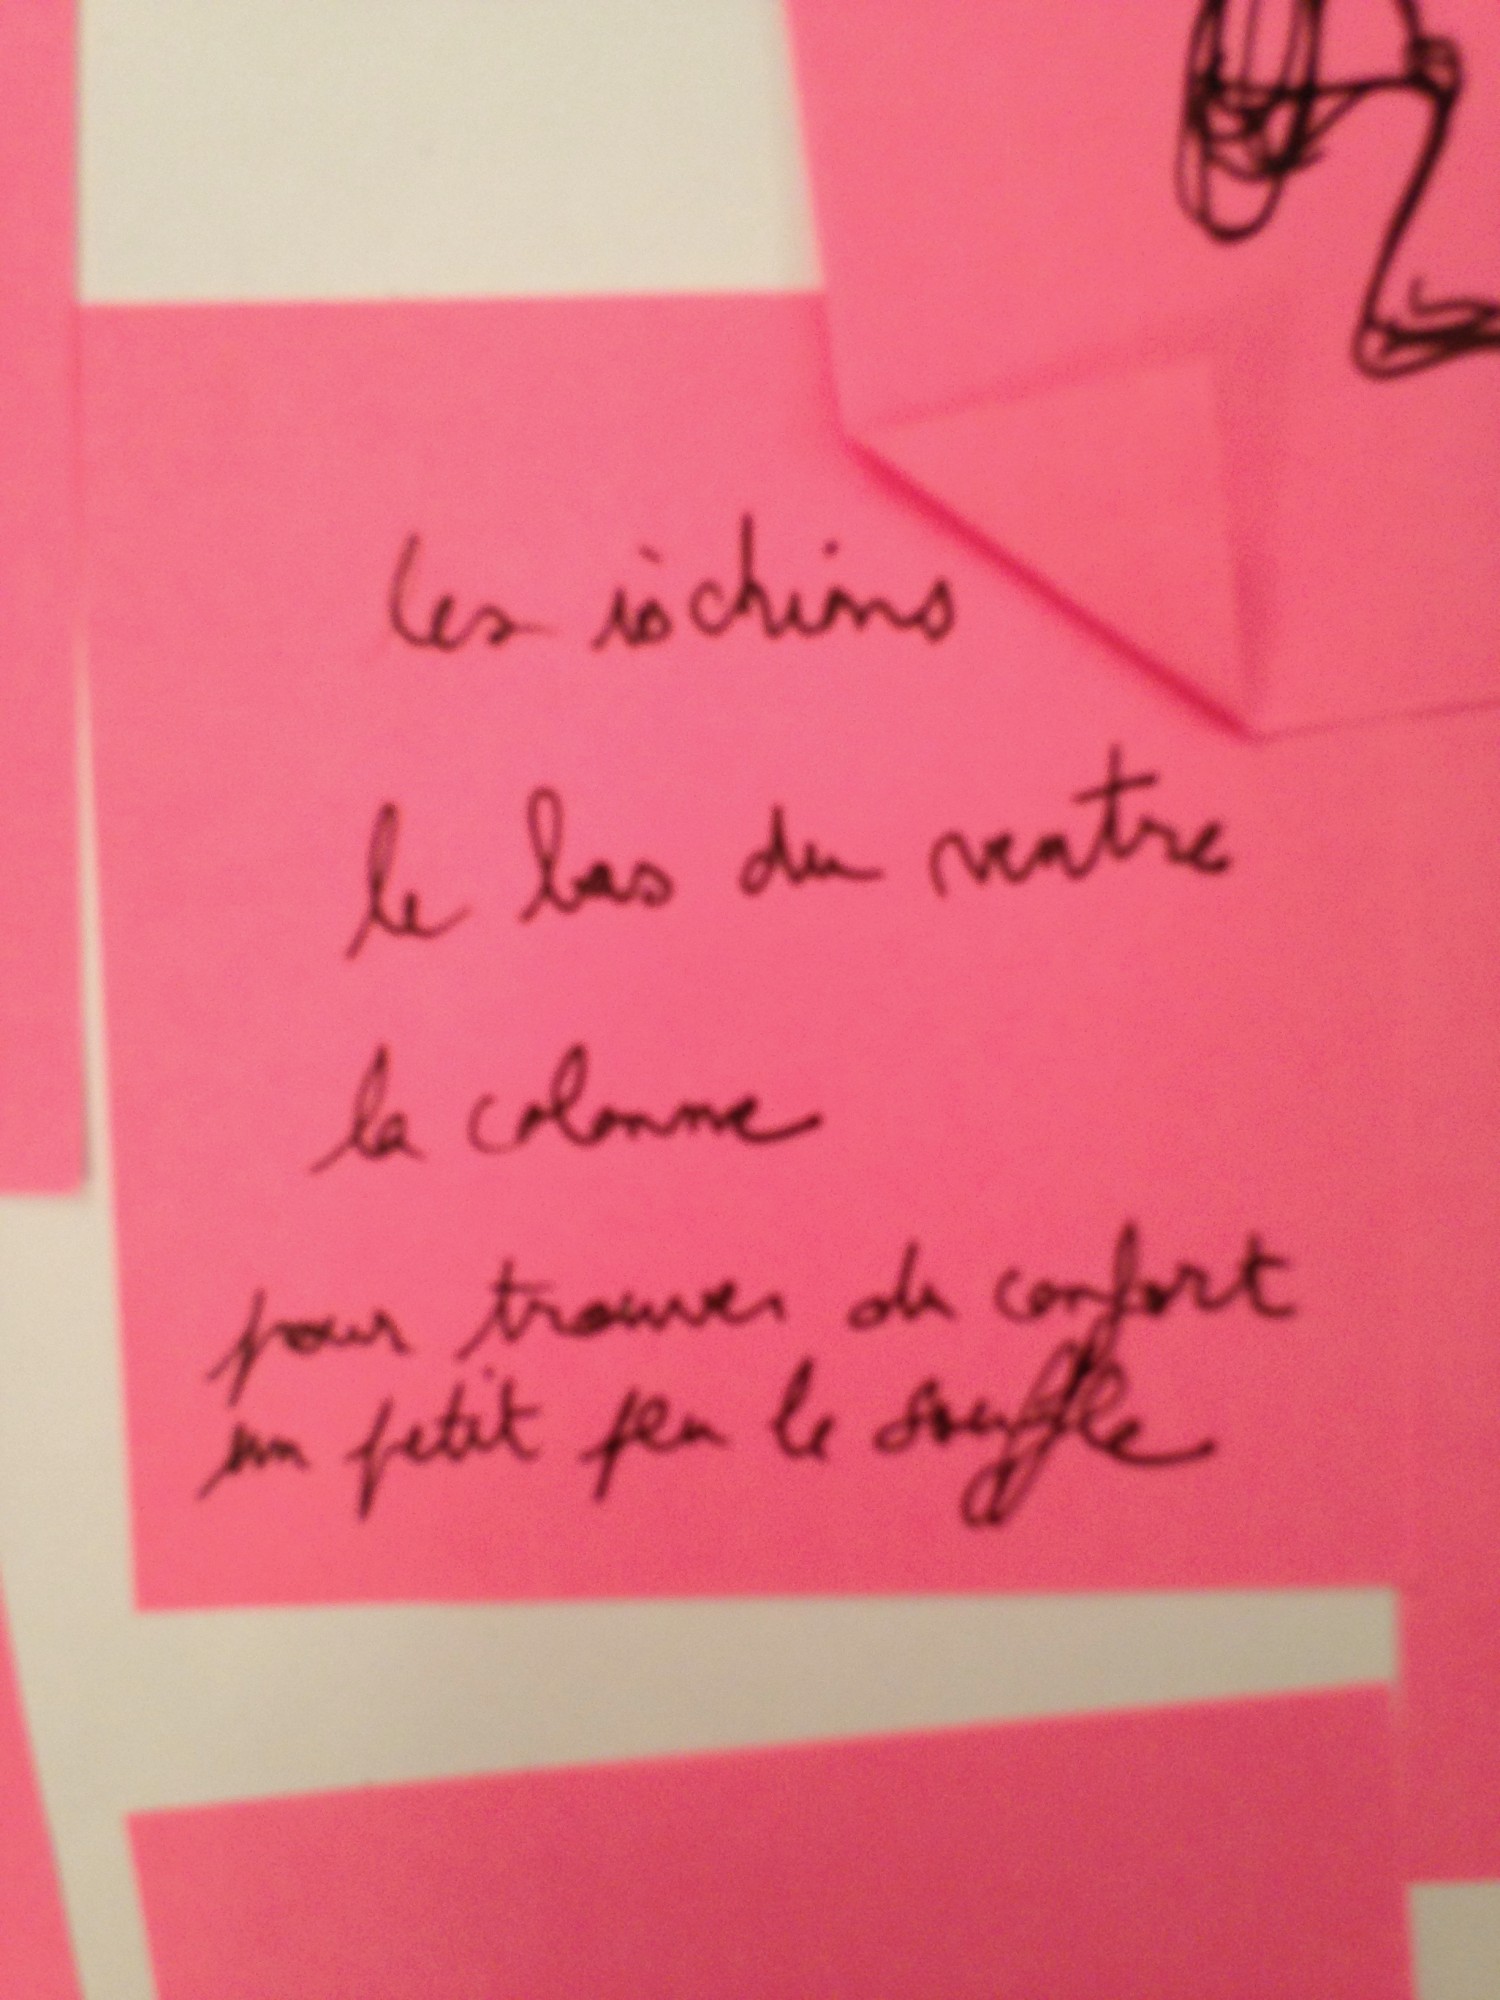 les ischions
le bas du ventre
la colonne
pour trouver du confort
un petit peu le souffle